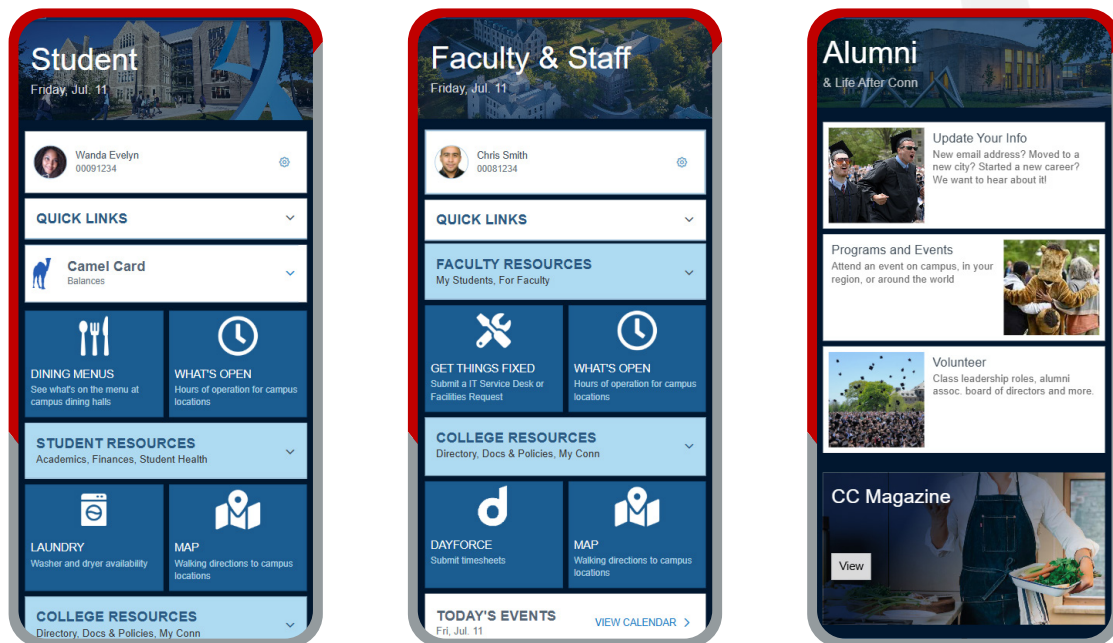 Student
Friday, Jul. 11
Wanda Evelyn
00091234
QUICK LINKS
Camel Card
Balances
DINING MENUS
See what's on the menu at
campus dining halls
WHAT'S OPEN
Hours of operation for campus
locations
STUDENT RESOURCES
Academics, Finances, Student Health
LAUNDRY
Washer and dryer availability
MAP
Walking directions to campus
locations
COLLEGE RESOURCES
Directory, Docs & Policies, My Conn
Faculty & Staff
Friday, Jul. 11
Chris Smith
00081234
QUICK LINKS
FACULTY RESOURCES
My Students, For Faculty
GET THINGS FIXED
Submit a IT Service Desk or
Facilities Request
WHAT'S OPEN
Hours of operation for campus
locations
COLLEGE RESOURCES
Directory, Docs & Policies, My Conn
d
DAYFORCE
Submit timesheets
MAP
Walking directions to campus
locations
TODAY'S EVENTS
Fri, Jul. 11
VIEW CALENDAR
Alumni
& Life After Conn
Update Your Info
New email address? Moved to a
new city? Started a new career?
We want to hear about it!
Programs and Events
Attend an event on campus, in your
region, or around the world
Volunteer
Class leadership roles, alumni
assoc. board of directors and more.
CC Magazine
View